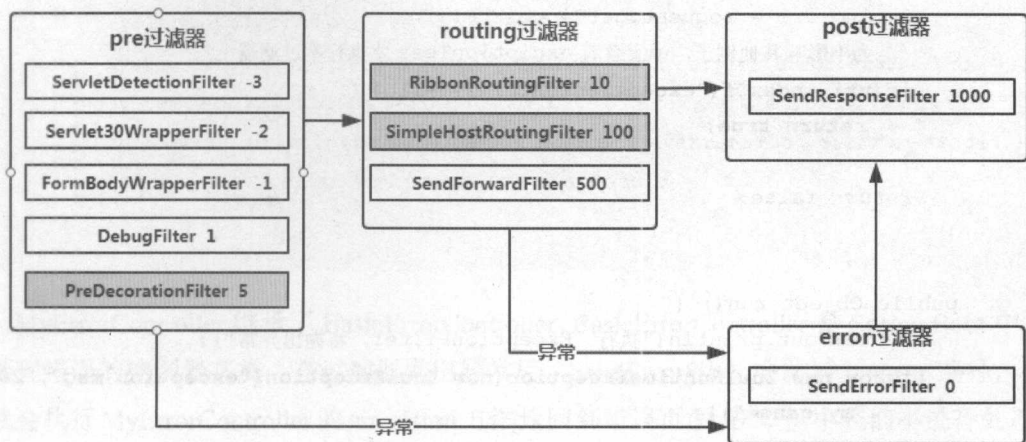 pre过滤器
ServletDetectionFilter -3
Servlet30WrapperFilter -2
FormBodyWrapperFilter -1
DebugFilter 1
PreDecorationFilter 5
routing过滤器
RibbonRoutingFilter 10
SimpleHostRoutingFilter 100
SendForwardFilter 500
post过滤器
SendResponseFilter 1000
异常
error过滤器
SendErrorFilter 0
异常